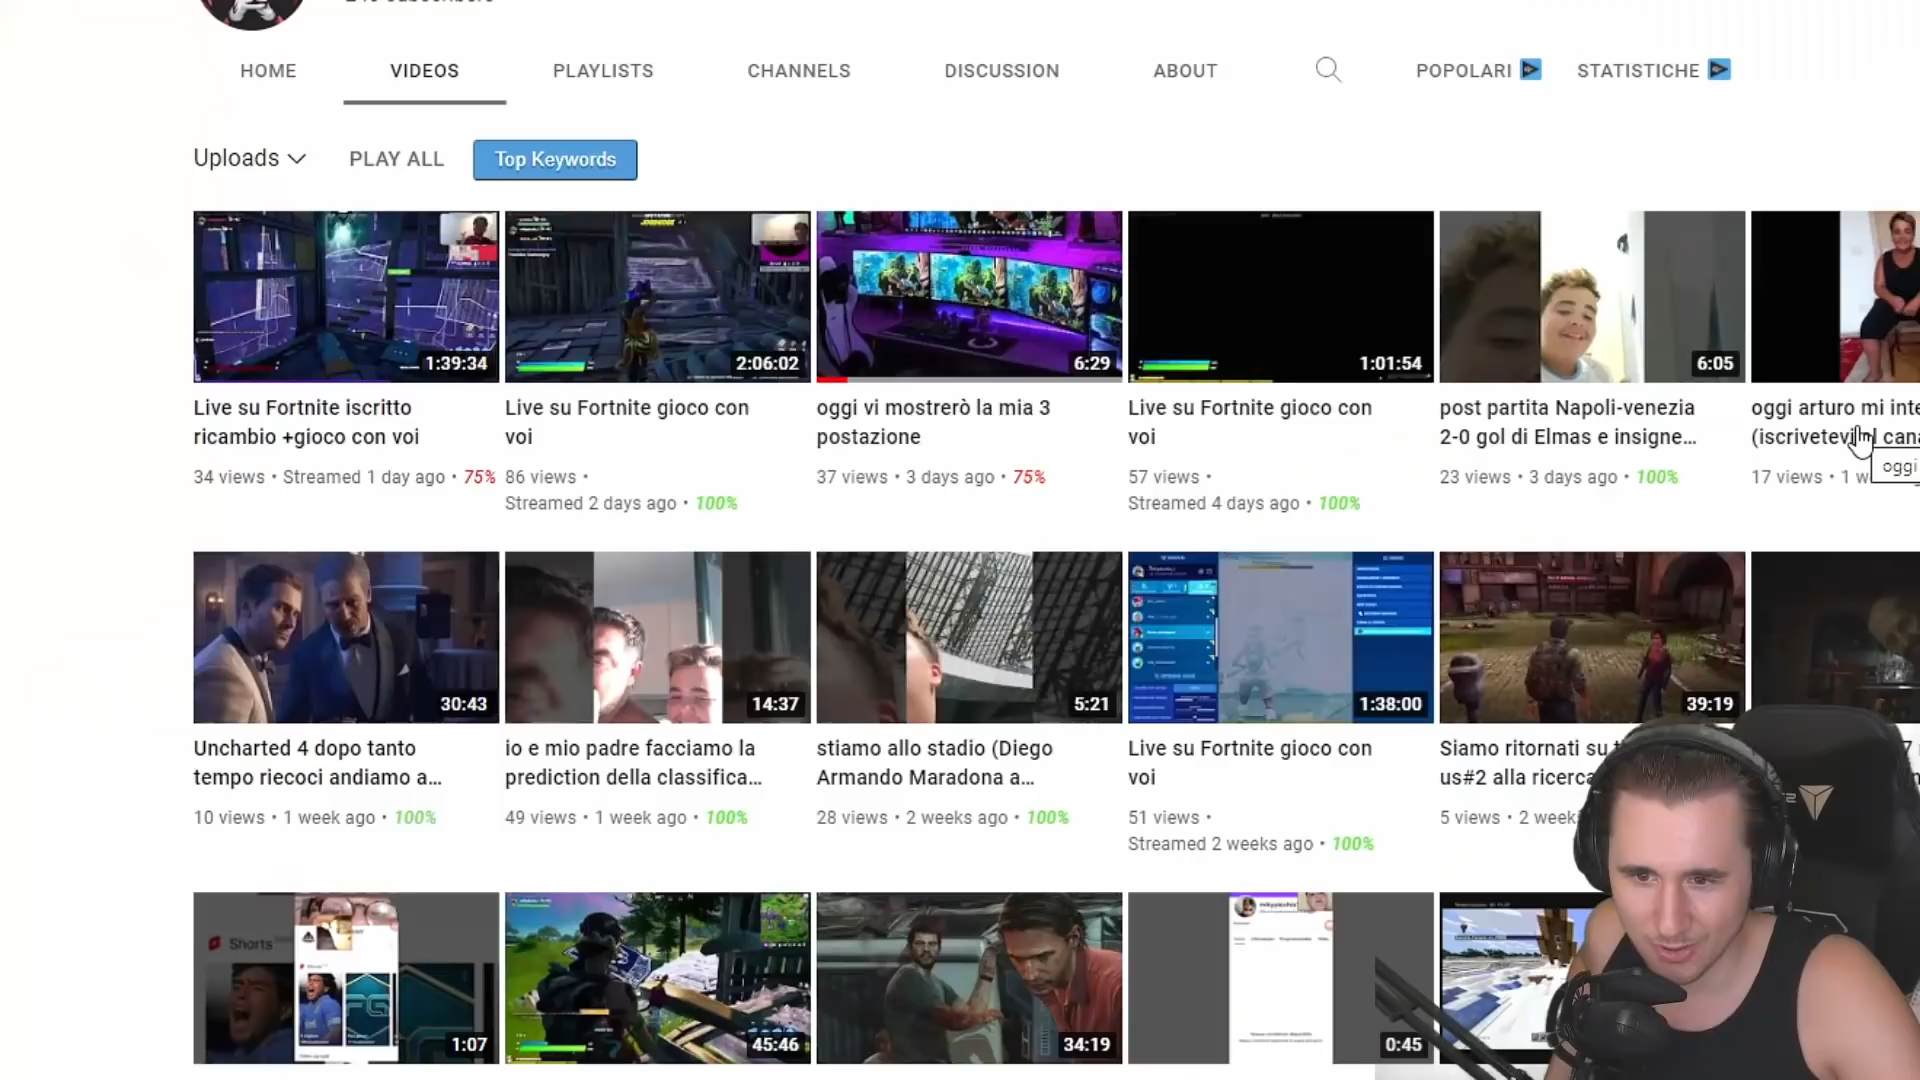 HOME VIDEOS PLAYLISTS CHANNELS DISCUSSION ABOUT POPOLARI STATISTICHE
Uploads PLAY ALL Top Keywords
1:39:34
2:06:02
6:29
1:01:54
6:05
Live su Fortnite iscritto
ricambio +gioco con voi
34 views • Streamed 1 day ago • 75%
Live su Fortnite gioco con
voi
86 views •
Streamed 2 days ago • 100%
oggi vi mostrerò la mia 3
postazione
37 views • 3 days ago • 75%
Live su Fortnite gioco con
voi
57 views •
Streamed 4 days ago • 100%
post partita Napoli-venezia
2-0 gol di Elmas e insigne...
23 views • 3 days ago • 100%
oggi arturo mi
17 views • 1
oggi
30:43
14:37
5:21
1:38:00
39:19
Uncharted 4 dopo tanto
tempo riecoci andiamo a...
10 views • 1 week ago • 100%
io e mio padre facciamo la
prediction della classifica...
49 views • 1 week ago • 100%
stiamo allo stadio (Diego
Armando Maradona a...
28 views • 2 weeks ago • 100%
Live su Fortnite gioco con
voi
51 views •
Streamed 2 weeks ago • 100%
Siamo ritornati su
us#2 alla
5 views • 2
Shorts
1:07
45:46
34:19
0:45